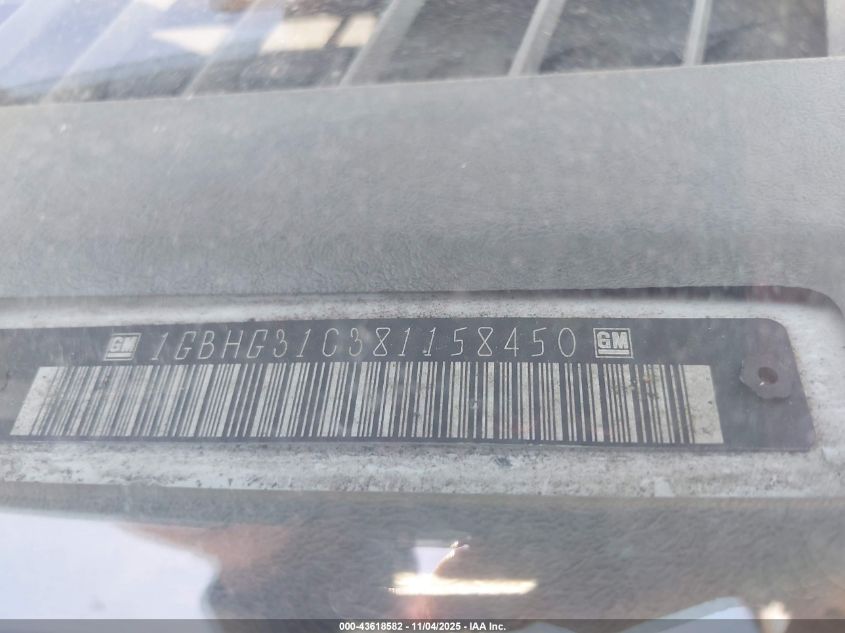 GM 1GBHG31C381158450 GM
000-43618582 - 11/04/2025 - IAA Inc.